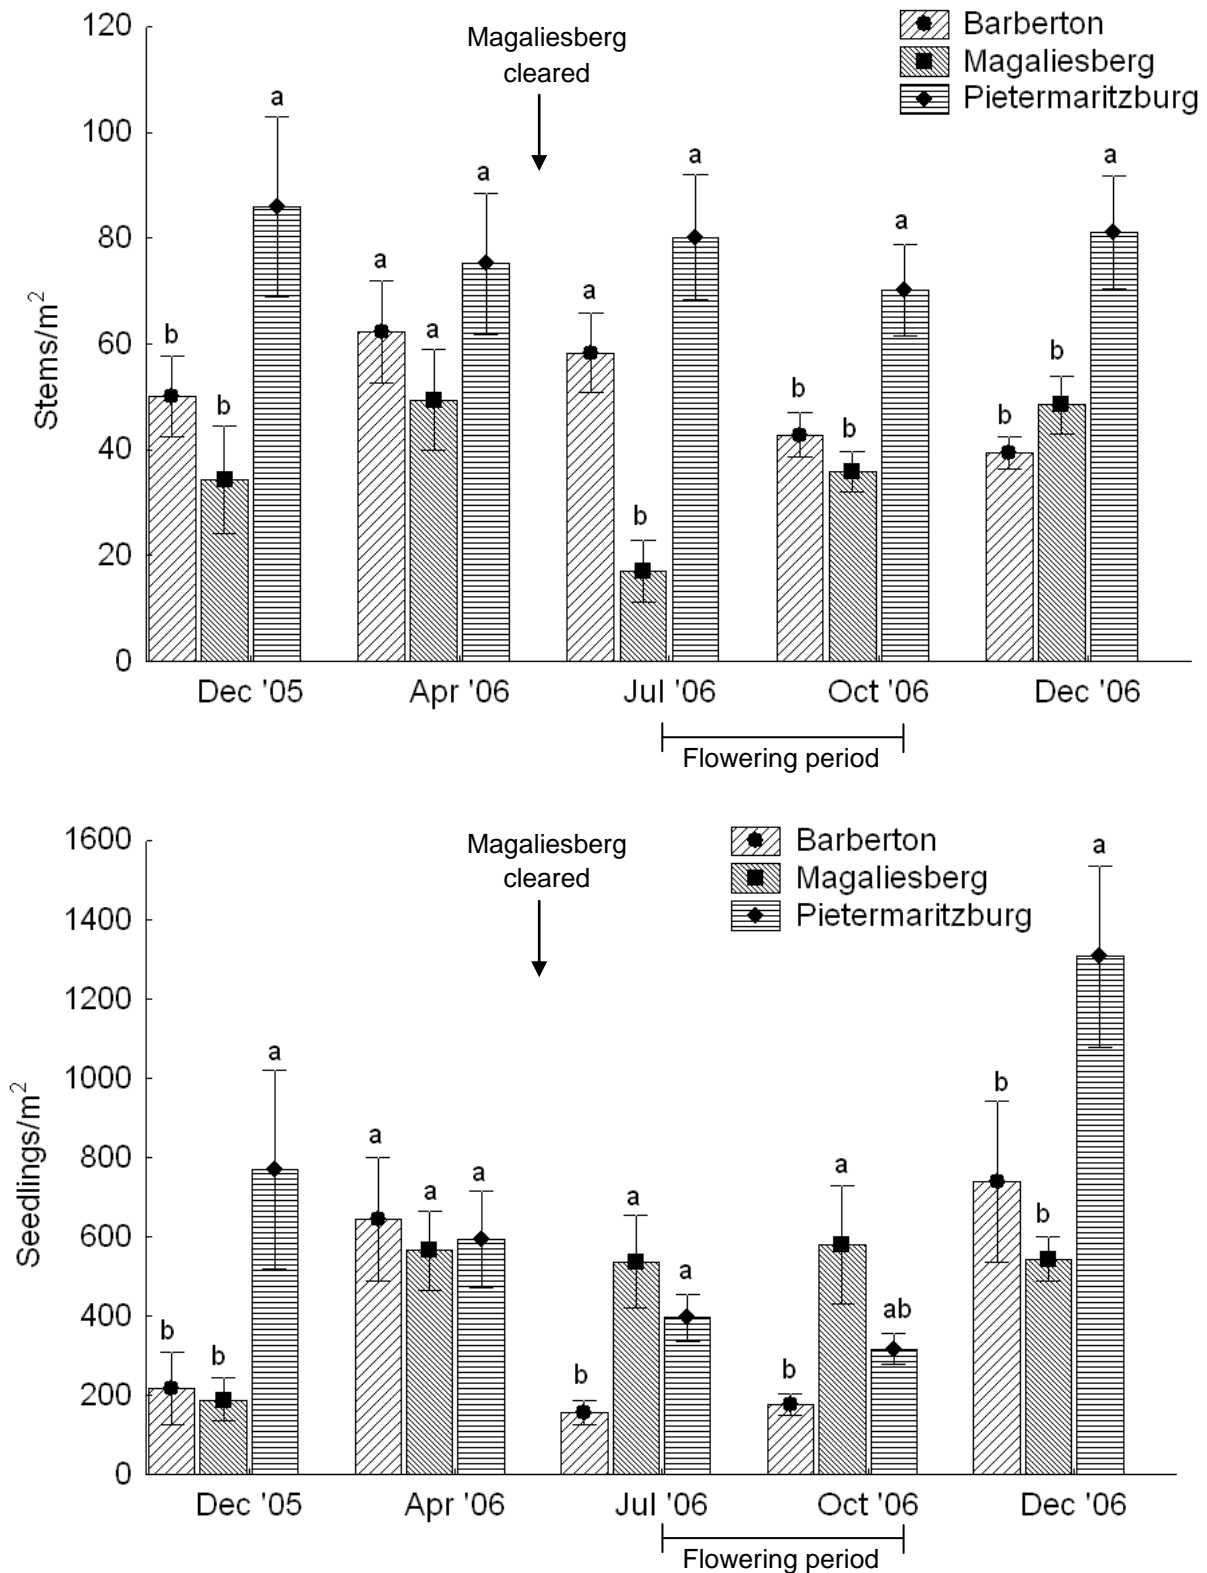 120
100
80
60
40
20
0
Stems/m²
Magaliesberg
cleared
Barberton
Magaliesberg
Pietermaritzburg
b
b
a
a
a
a
a
b
a
b
b
a
b
b
a
Dec '05
Apr '06
Jul '06
Oct '06
Dec '06
Flowering period
1600
1400
1200
1000
800
600
400
200
0
Seedlings/m²
Magaliesberg
cleared
Barberton
Magaliesberg
Pietermaritzburg
b
b
a
a
a
a
b
a
a
b
a
ab
b
b
a
Dec '05
Apr '06
Jul '06
Oct '06
Dec '06
Flowering period